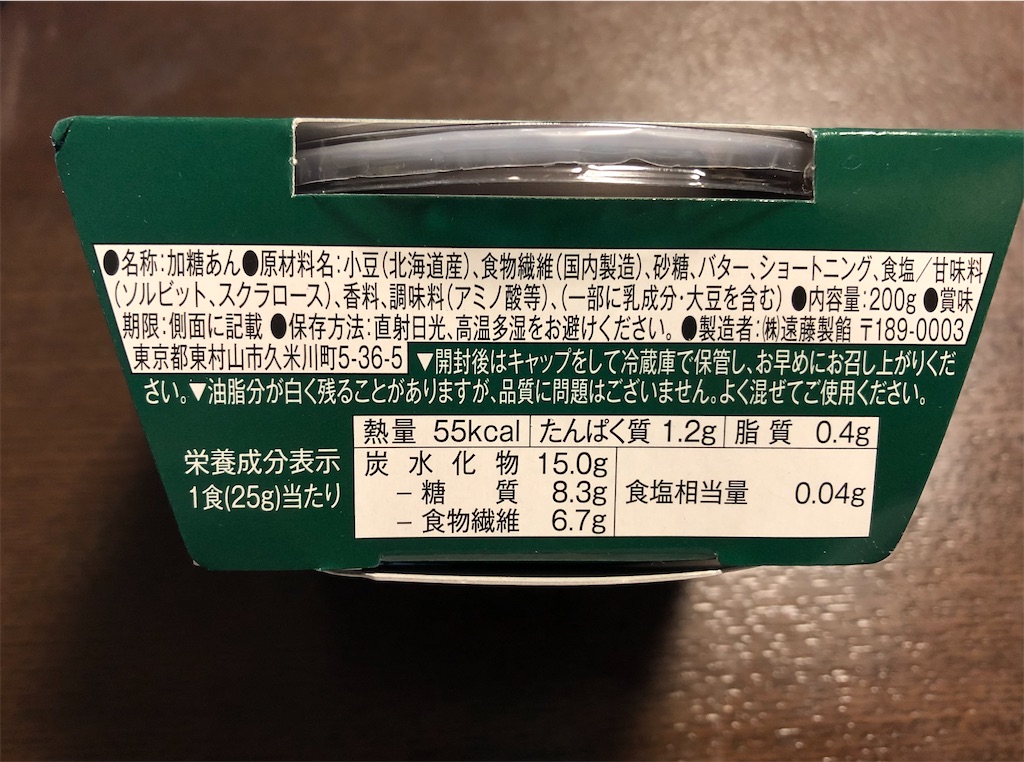 ●名称:加糖あん●原材料名:小豆(北海道産)、食物繊維(国内製造)、砂糖、バター、ショートニング、食塩/甘味料
(ソルビット、スクラロース)、香料、調味料(アミノ酸等)、(一部に乳成分・大豆を含む) ●内容量:200g ●賞味
期限:側面に記載 ●保存方法:直射日光、高温多湿をお避けください。●製造者:㈱遠藤製餡 〒189-0003
東京都東村山市久米川町5-36-5 ▼開封後はキャップをして冷蔵庫で保管し、お早めにお召し上がりくだ
さい。▼油脂分が白く残ることがありますが、品質に問題はございません。よく混ぜてご使用ください。
栄養成分表示
1食(25g)当たり
熱量 55kcal たんぱく質 1.2g 脂質 0.4g
炭水化物 15.0g
－糖質 8.3g
－食物繊維 6.7g
食塩相当量 0.04g